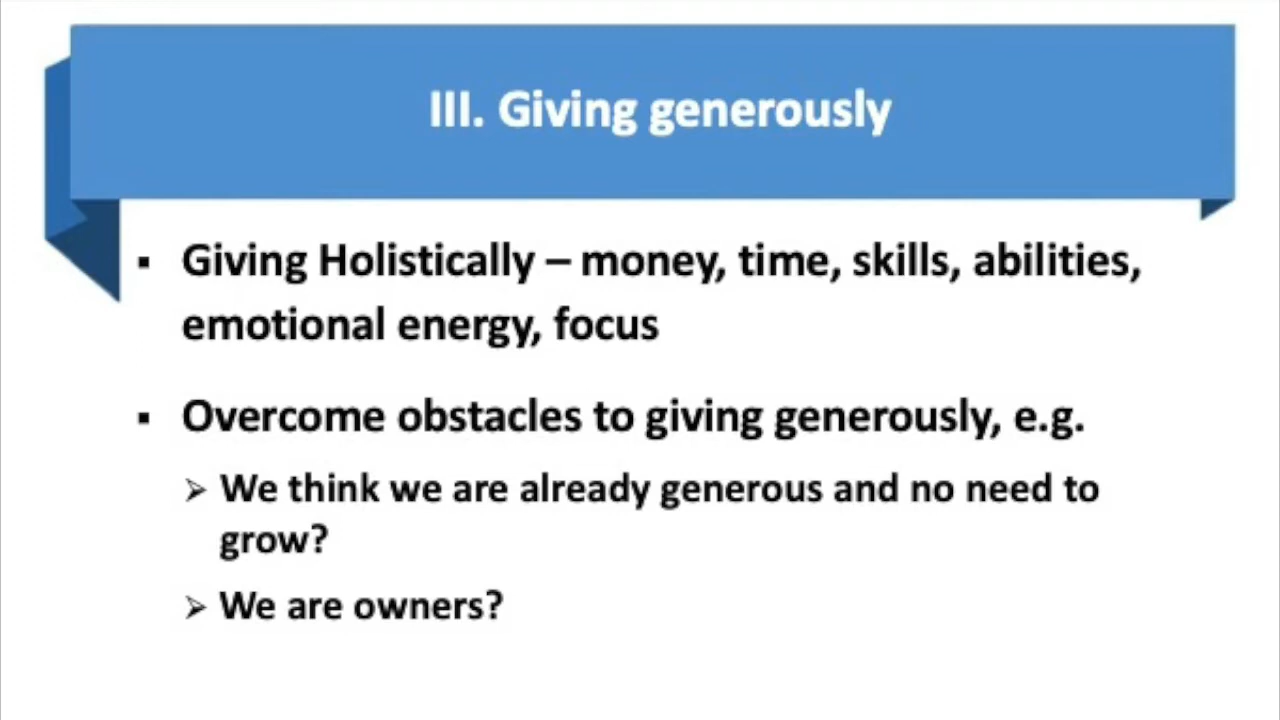 III. Giving generously
▪ Giving Holistically – money, time, skills, abilities,
emotional energy, focus
▪ Overcome obstacles to giving generously, e.g.
➢ We think we are already generous and no need to
grow?
➢ We are owners?